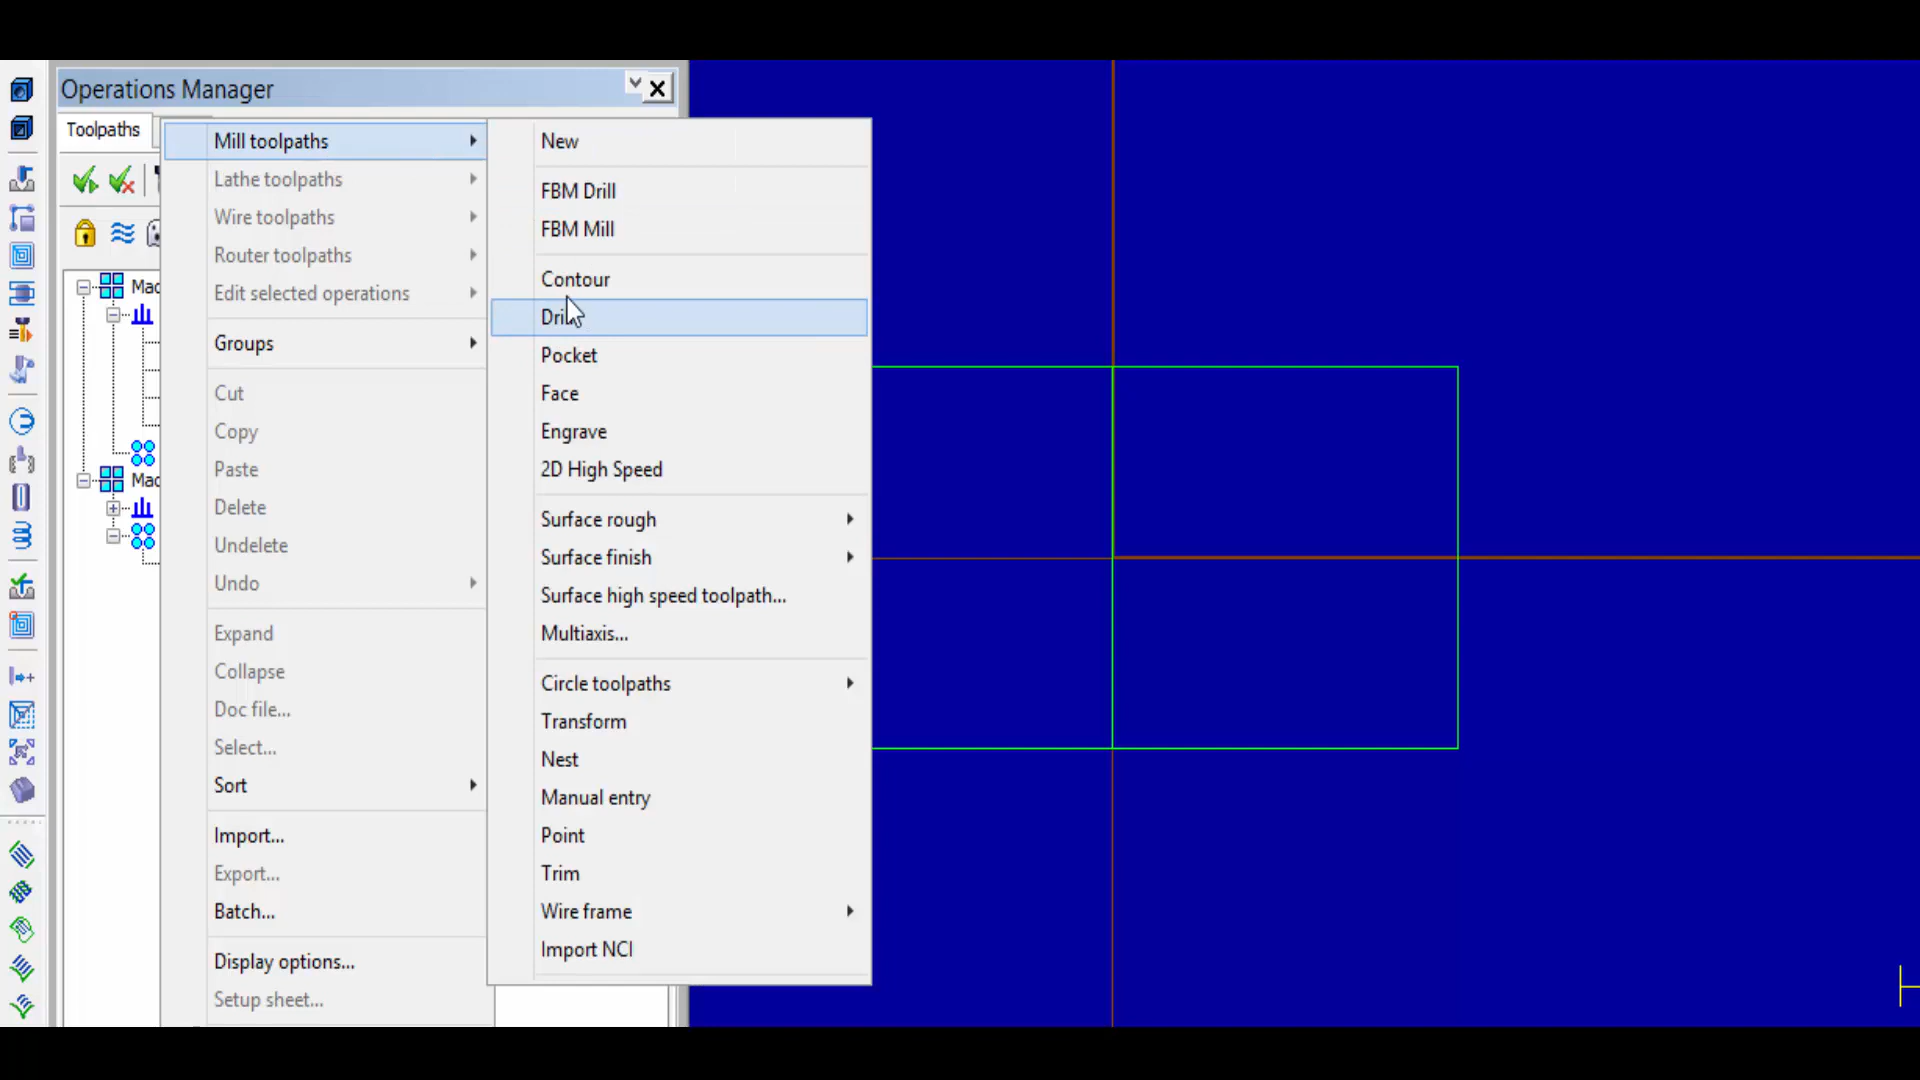 Operations Manager
Toolpaths
Mill toolpaths
Lathe toolpaths
Wire toolpaths
Router toolpaths
Edit selected operations
Groups
Cut
Copy
Paste
Delete
Undelete
Undo
Expand
Collapse
Doc file...
Select...
Sort
Import...
Export...
Batch...
Display options...
Setup sheet...
New
FBM Drill
FBM Mill
Contour
Pocket
Face
Engrave
2D High Speed
Surface rough
Surface finish
Surface high speed toolpath...
Multiaxis...
Circle toolpaths
Transform
Nest
Manual entry
Point
Trim
Wire frame
Import NCI
Mac
Mac